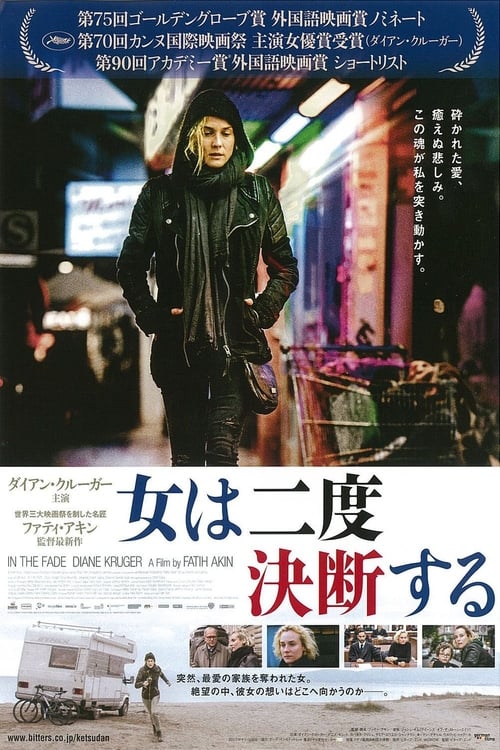 第75回ゴールデングローブ賞 外国語映画賞 ノミネート
第70回カンヌ国際映画祭 主演女優賞受賞(ダイアン・クルーガー)
第90回アカデミー賞 外国語映画賞 ショートリスト
砕かれた愛、
癒えぬ悲しみ。
この魂が私を突き動かす。
ダイアン・クルーガー
主演
世界三大映画祭を制した名匠
ファティ・アキン
監督最新作
女は二度
決断する
IN THE FADE DIANE KRUGER A Film by FATIH AKIN
突然、最愛の家族を奪われた女。
絶望の中、彼女の想いはどこへ向かうのか——。
www.bitters.co.jp/ketsudan